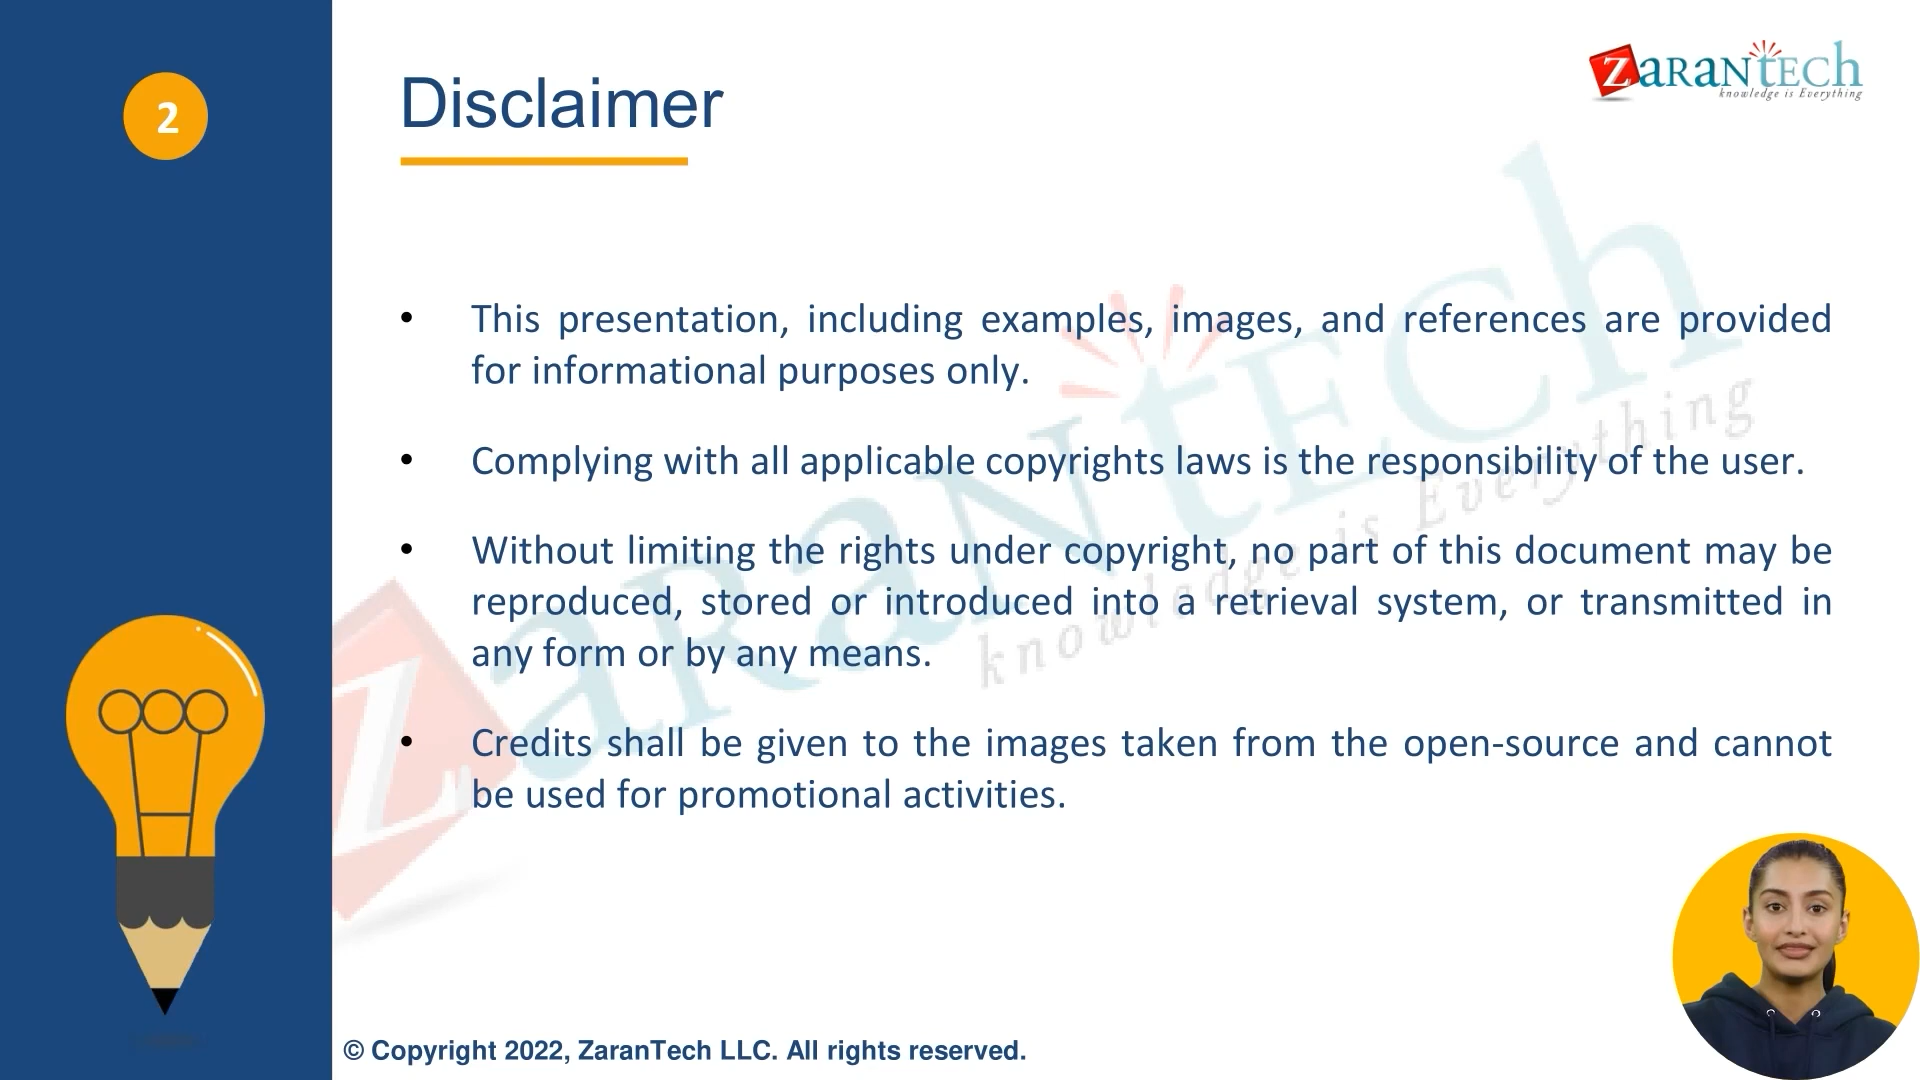 2
Disclaimer
ZaranTech
knowledge is Everything
• This presentation, including examples, images, and references are provided
for informational purposes only.
• Complying with all applicable copyrights laws is the responsibility of the user.
• Without limiting the rights under copyright, no part of this document may be
reproduced, stored or introduced into a retrieval system, or transmitted in
any form or by any means.
• Credits shall be given to the images taken from the open-source and cannot
be used for promotional activities.
ZaranTech
knowledge is Everything
© Copyright 2022, ZaranTech LLC. All rights reserved.